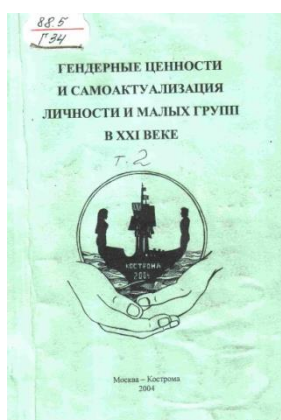 88.5
Г34
ГЕНДЕРНЫЕ ЦЕННОСТИ
И САМОАКТУАЛИЗАЦИЯ
ЛИЧНОСТИ И МАЛЫХ ГРУПП
В XXI ВЕКЕ
т. 2
КОСТРОМА
2004
Москва – Кострома
2004